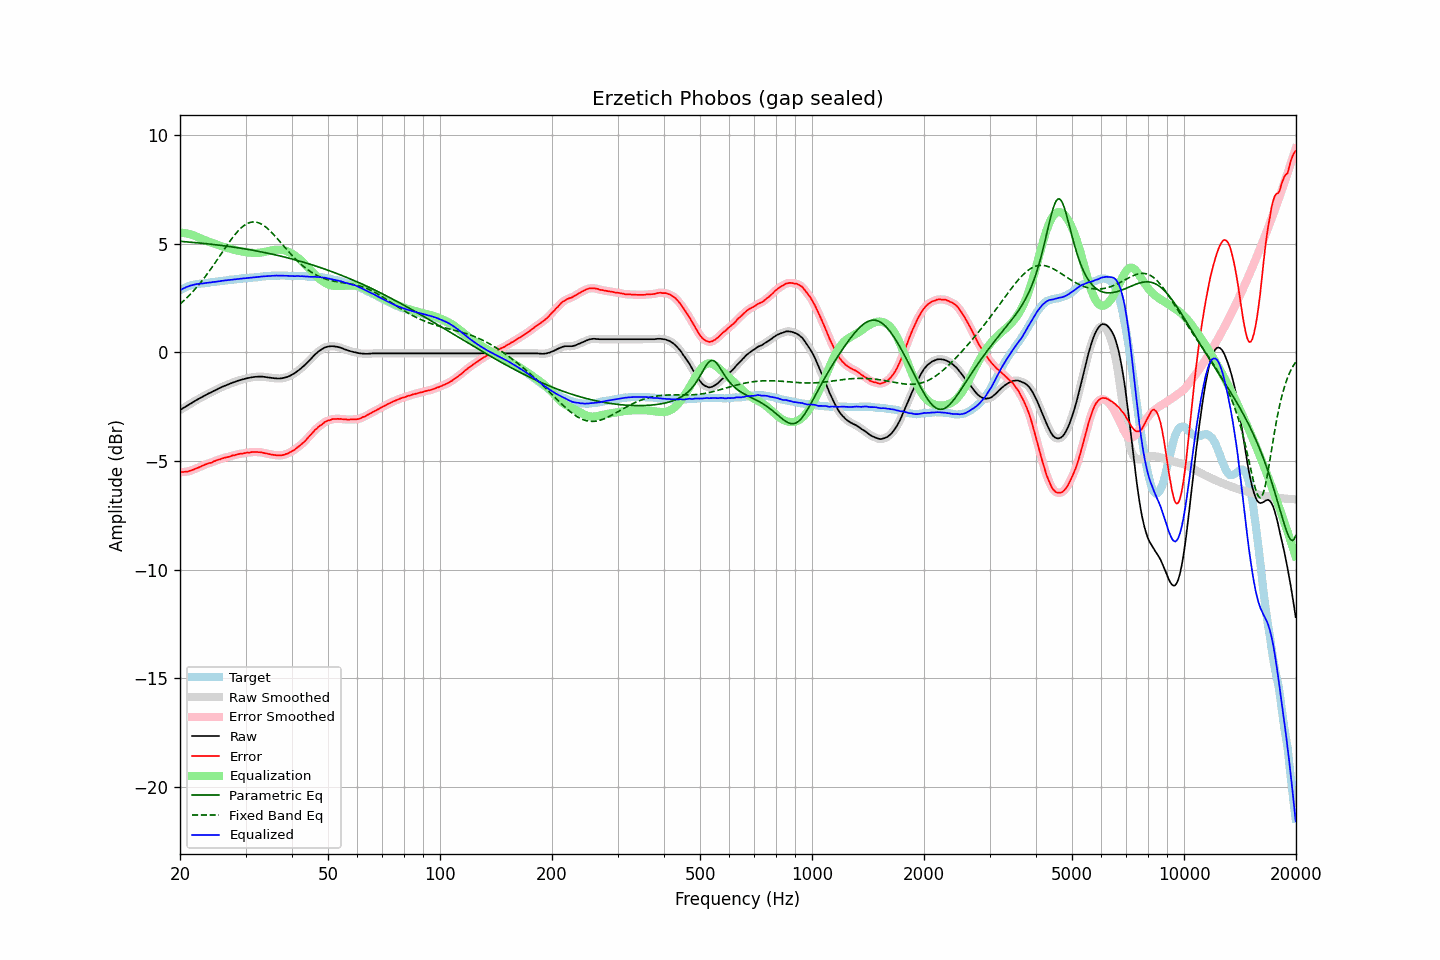 Erzetich Phobos (gap sealed)
10
5
0
−5
−10
−15
−20
Amplitude (dBr)
Target
Raw Smoothed
Error Smoothed
Raw
Error
Equalization
Parametric Eq
Fixed Band Eq
Equalized
20 50 100 200 500 1000 2000 5000 10000 20000
Frequency (Hz)